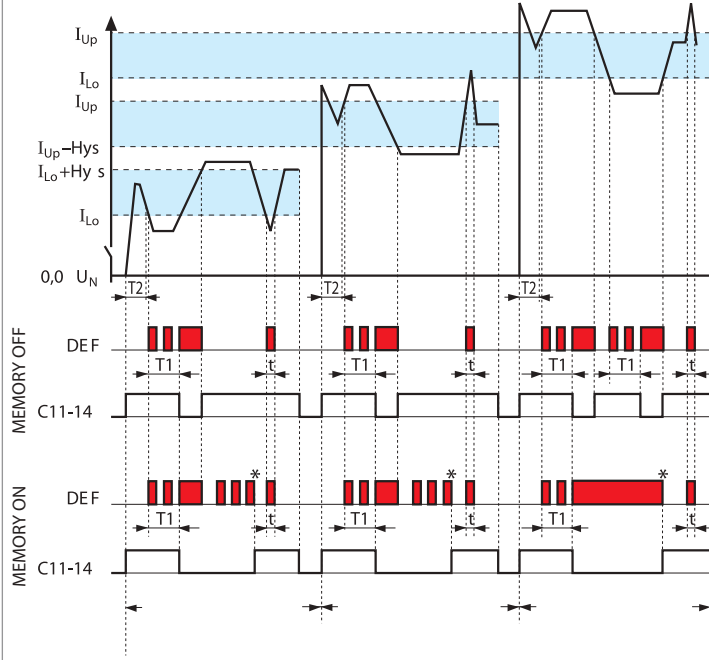 I_Up
I_Lo
I_Up
I_Up–Hys
I_Lo+Hy s
I_Lo
0,0 U_N
T2 T2 T2
MEMORY OFF
DEF
T1 t T1 t T1 T1 t
C11-14
MEMORY ON
* * *
DEF
T1 t T1 t T1 t
C11-14